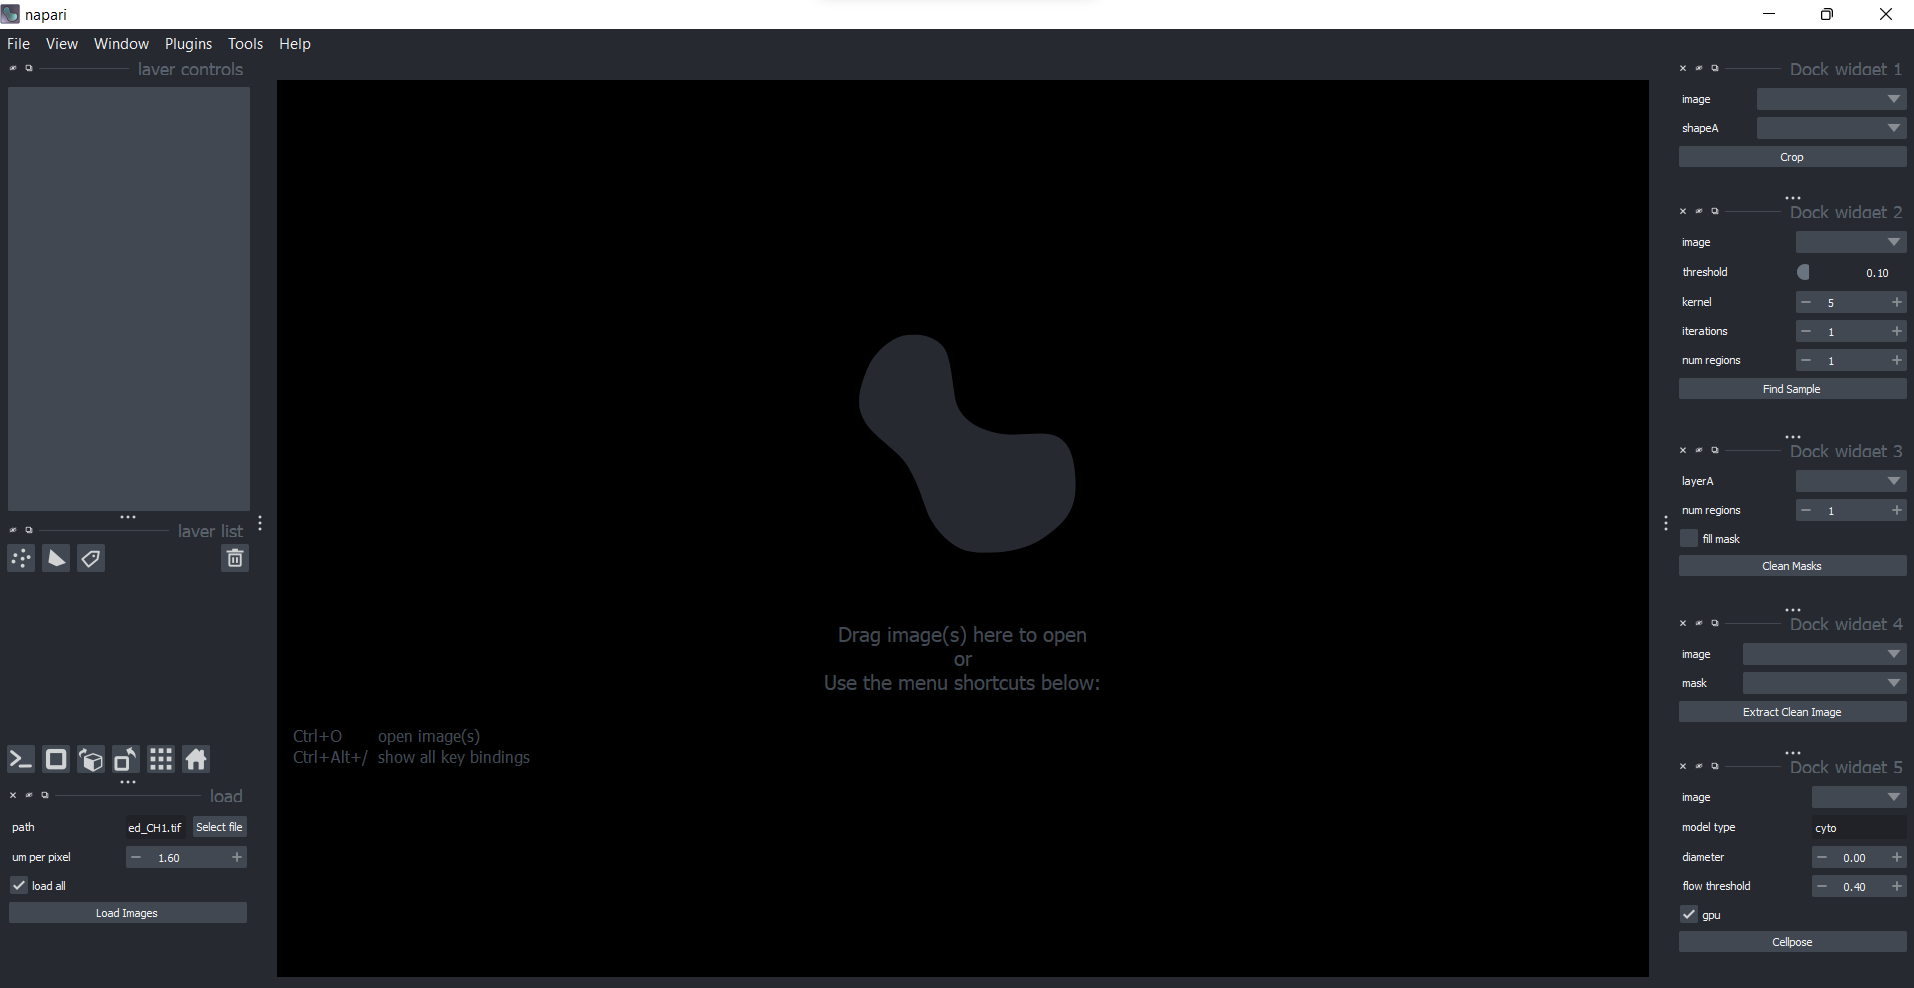 napari
File View Window Plugins Tools Help
layer controls
layer list
load
path ed_CH1.tif Select file
um per pixel 1.60
load all
Load Images
Drag image(s) here to open
or
Use the menu shortcuts below:
Ctrl+O open image(s)
Ctrl+Alt+/ show all key bindings
Dock widget 1
image
shapeA
Crop
Dock widget 2
image
threshold 0.10
kernel 5
iterations 1
num regions 1
Find Sample
Dock widget 3
layerA
num regions 1
fill mask
Clean Masks
Dock widget 4
image
mask
Extract Clean Image
Dock widget 5
image
model type cyto
diameter 0.00
flow threshold 0.40
gpu
Cellpose